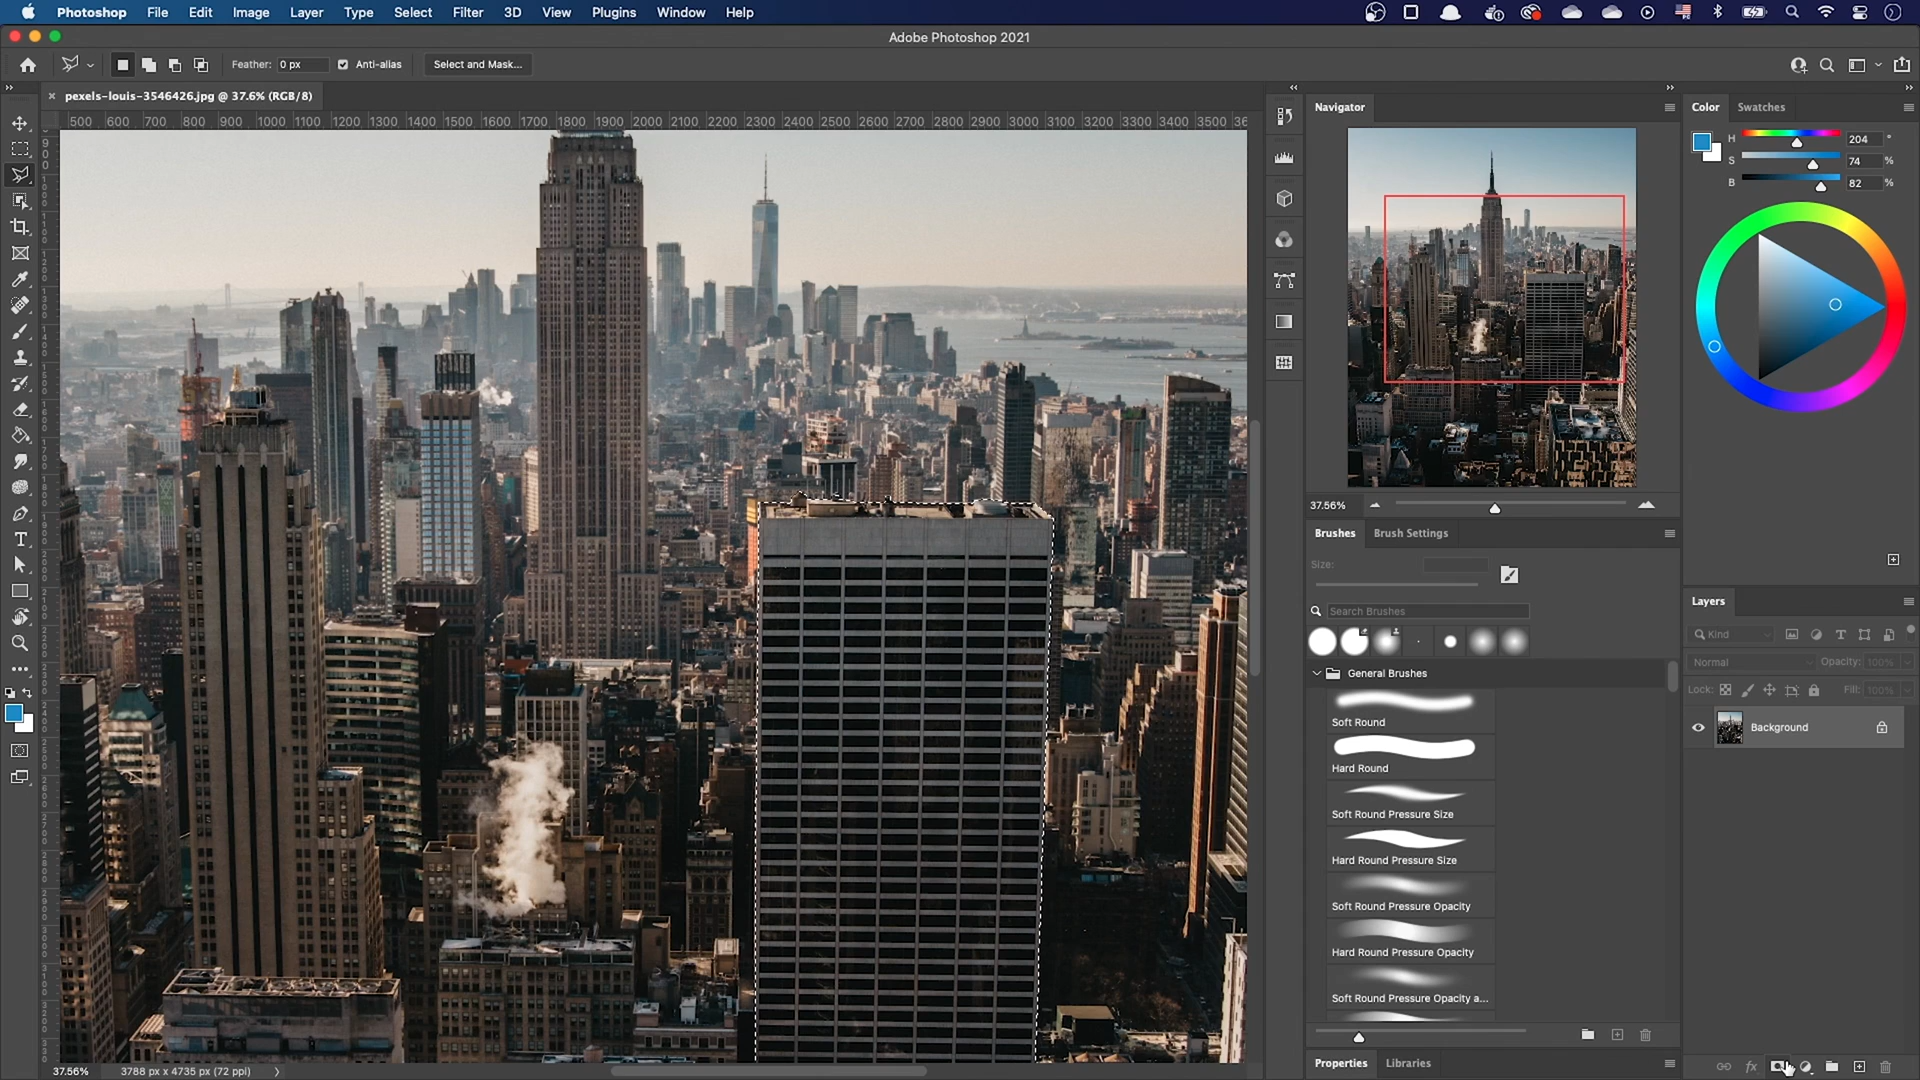 Photoshop File Edit Image Layer Type Select Filter 3D View Plugins Window Help
Adobe Photoshop 2021
Feather: 0 px Anti-alias Select and Mask...
pexels-louis-3546426.jpg @ 37.6% (RGB/8)
500 600 700 800 900 1000 1100 1200 1300 1400 1500 1600 1700 1800 1900 2000 2100 2200 2300 2400 2500 2600 2700 2800 2900 3000 3100 3200 3300 3400 3500
Navigator
37.56%
Color Swatches
H 204 °
S 74 %
B 82 %
Brushes Brush Settings
Size:
Search Brushes
General Brushes
Soft Round
Hard Round
Soft Round Pressure Size
Hard Round Pressure Size
Soft Round Pressure Opacity
Hard Round Pressure Opacity
Soft Round Pressure Opacity a...
Properties Libraries
Layers
Kind
Normal Opacity: 100%
Lock: Fill: 100%
Background
37.56% 3788 px x 4735 px (72 ppi)